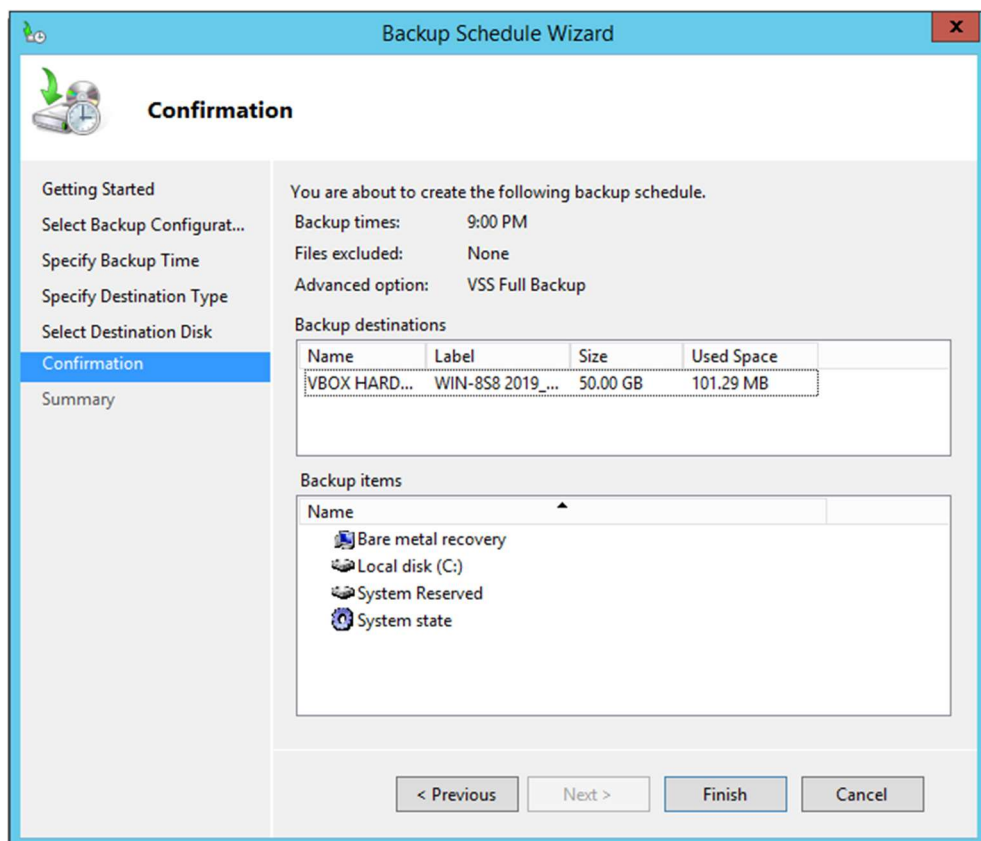 Backup Schedule Wizard
x
Confirmation
Getting Started
Select Backup Configurat...
Specify Backup Time
Specify Destination Type
Select Destination Disk
Confirmation
Summary
You are about to create the following backup schedule.
Backup times: 9:00 PM
Files excluded: None
Advanced option: VSS Full Backup
Backup destinations
Name Label Size Used Space
VBOX HARD... WIN-8S8 2019_... 50.00 GB 101.29 MB
Backup items
Name
Bare metal recovery
Local disk (C:)
System Reserved
System state
< Previous Next > Finish Cancel